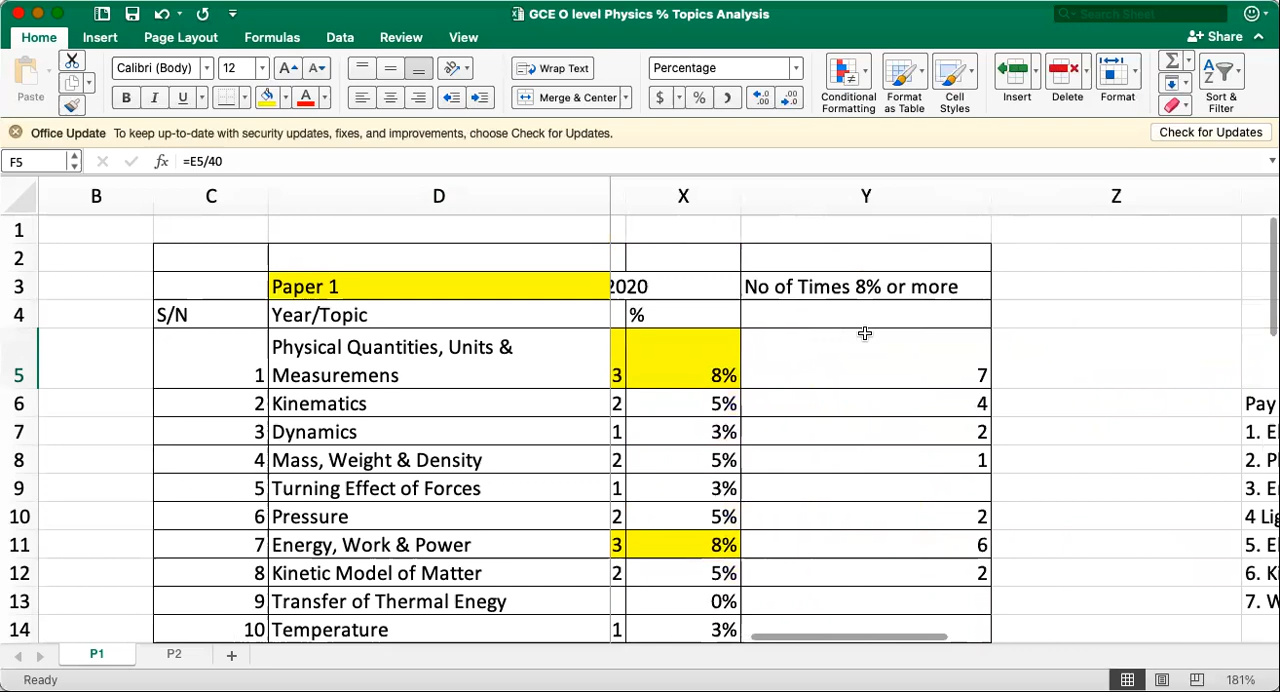 GCE O level Physics % Topics Analysis
Search Sheet
Home Insert Page Layout Formulas Data Review View
Share
Paste
Calibri (Body) 12
B I U
Wrap Text
Merge & Center
Percentage
$ %
Conditional Formatting
Format as Table
Cell Styles
Insert
Delete
Format
Sort & Filter
Office Update To keep up-to-date with security updates, fixes, and improvements, choose Check for Updates.
Check for Updates
F5 fx =E5/40
B C D X Y Z
1
2
3 Paper 1 2020 No of Times 8% or more
4 S/N Year/Topic %
Physical Quantities, Units &
5 1 Measuremens 3 8% 7
6 2 Kinematics 2 5% 4 Pay
7 3 Dynamics 1 3% 2 1. El
8 4 Mass, Weight & Density 2 5% 1 2. Pl
9 5 Turning Effect of Forces 1 3% 3. En
10 6 Pressure 2 5% 2 4 Lig
11 7 Energy, Work & Power 3 8% 6 5. El
12 8 Kinetic Model of Matter 2 5% 2 6. K
13 9 Transfer of Thermal Enegy 0% 7. W
14 10 Temperature 1 3%
P1 P2 +
Ready
181%